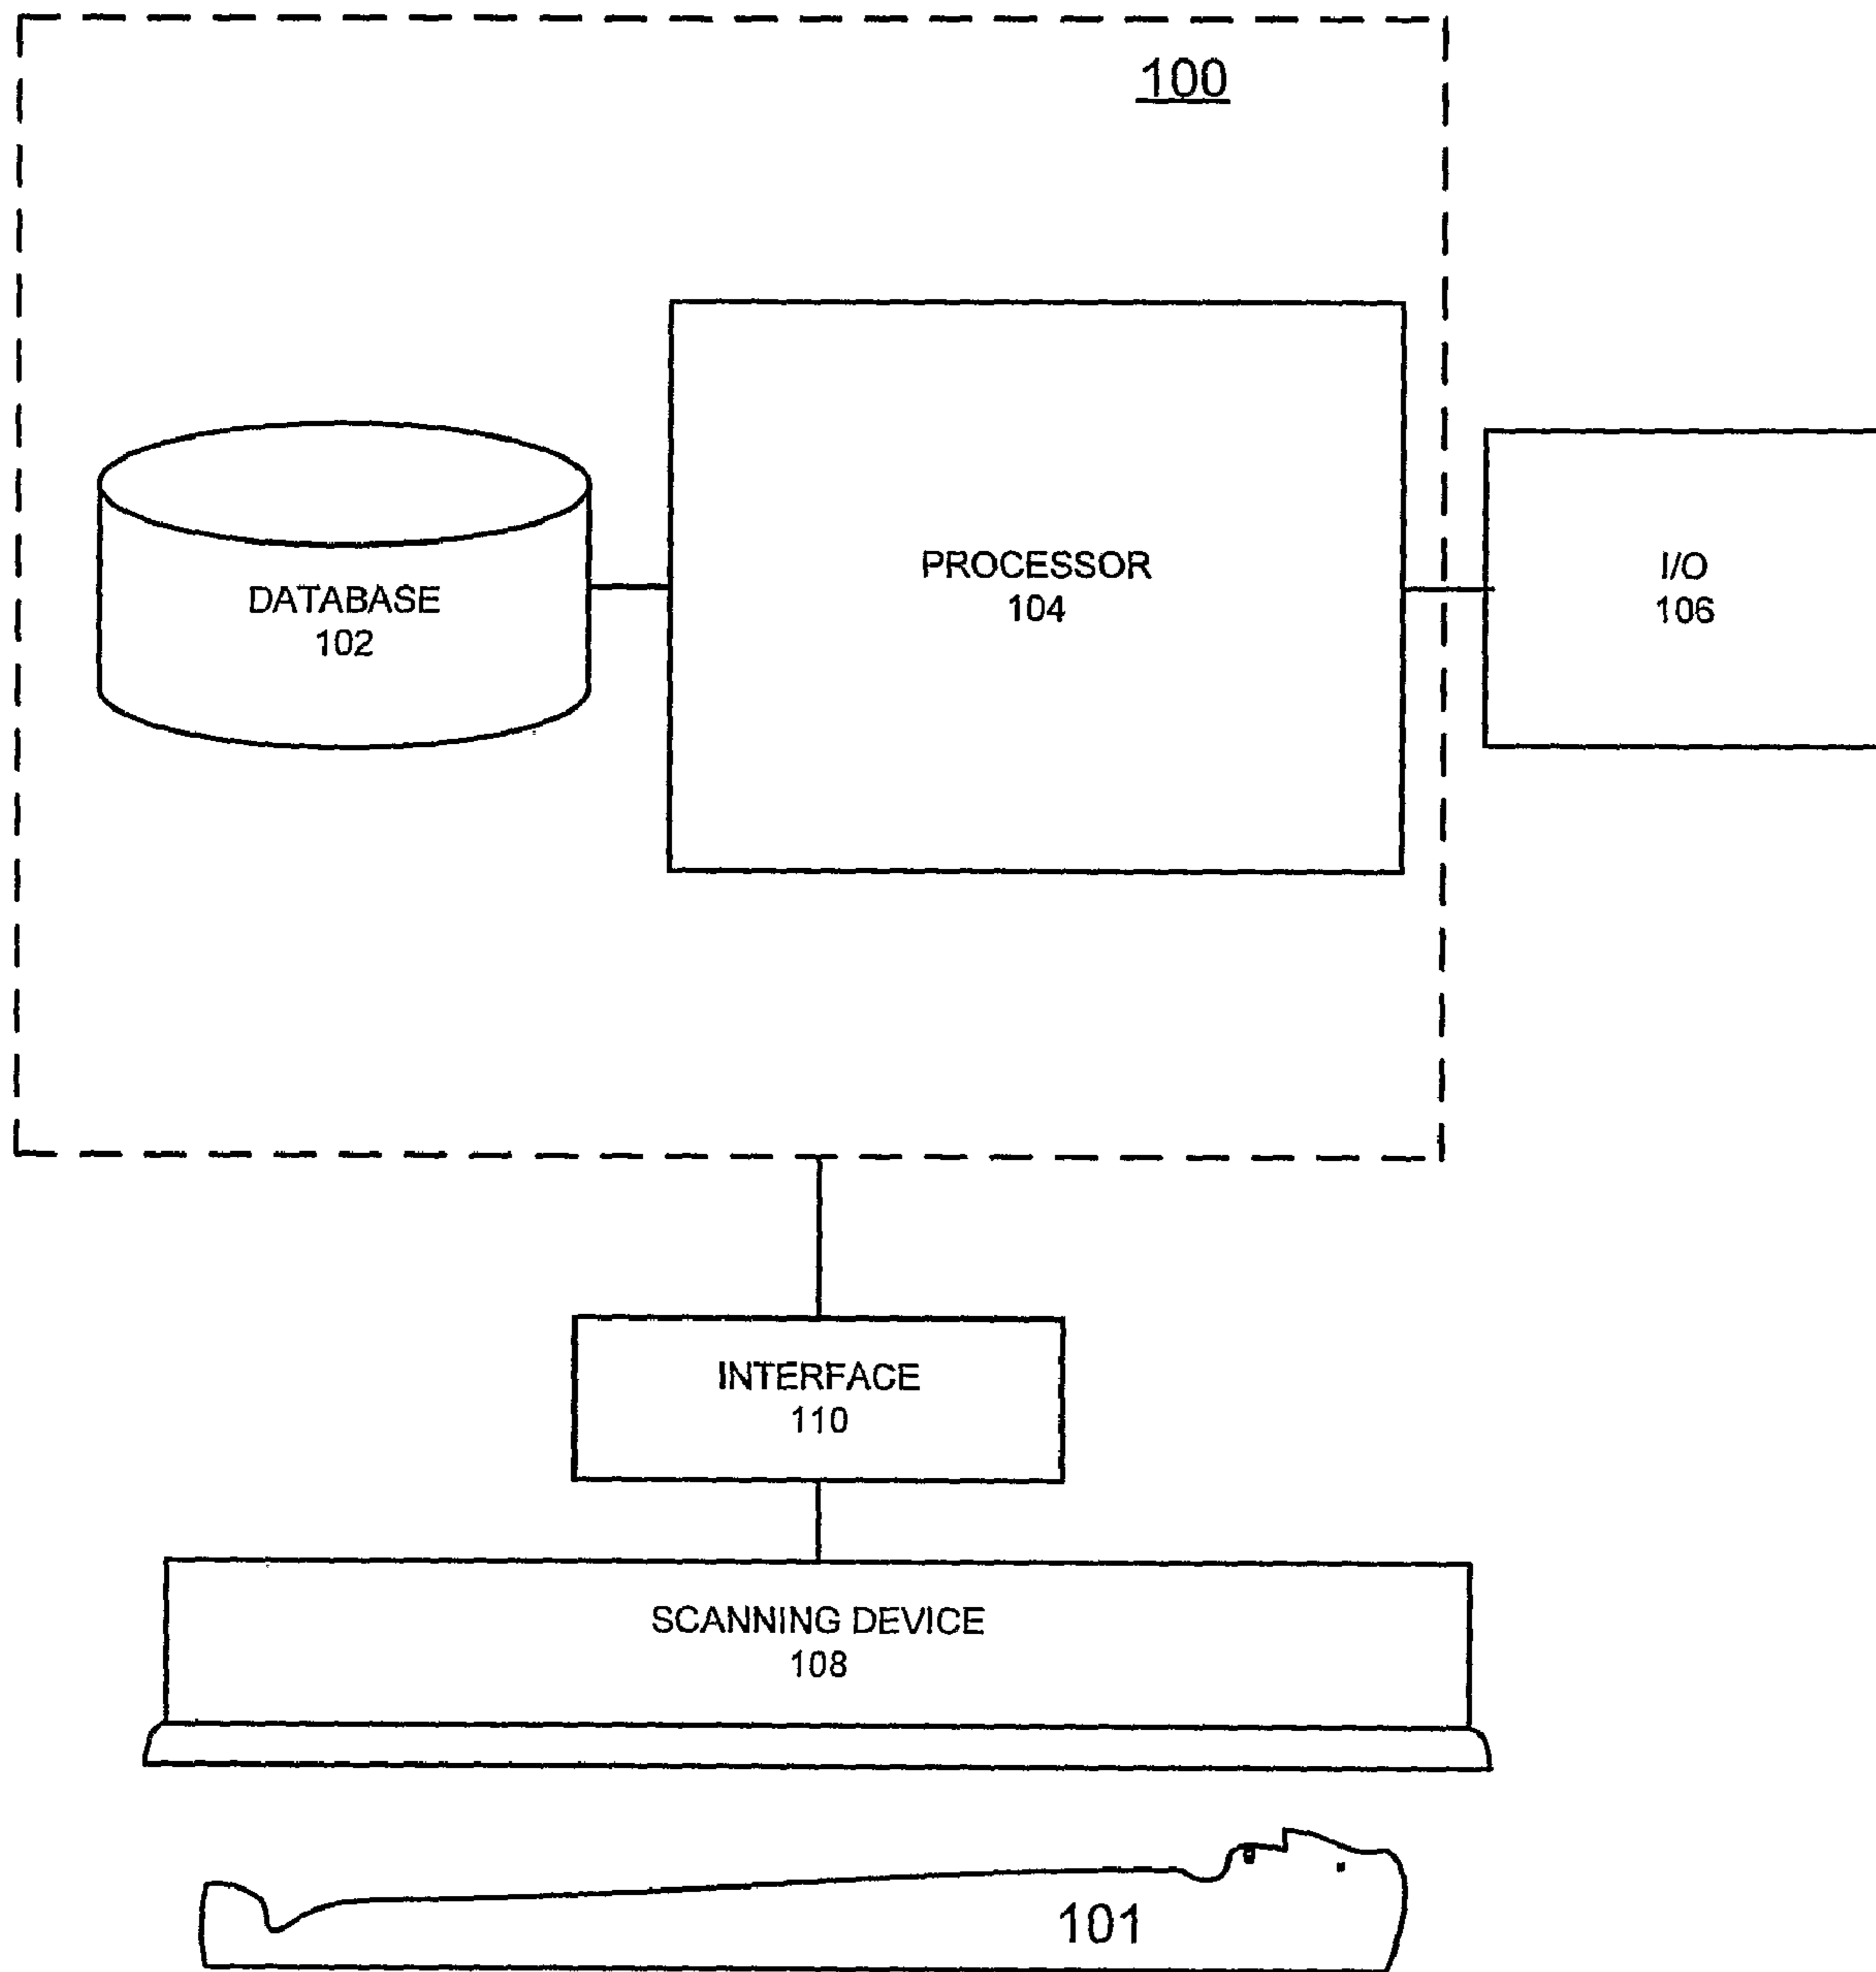 100
DATABASE
102
PROCESSOR
104
I/O
106
INTERFACE
110
SCANNING DEVICE
108
101